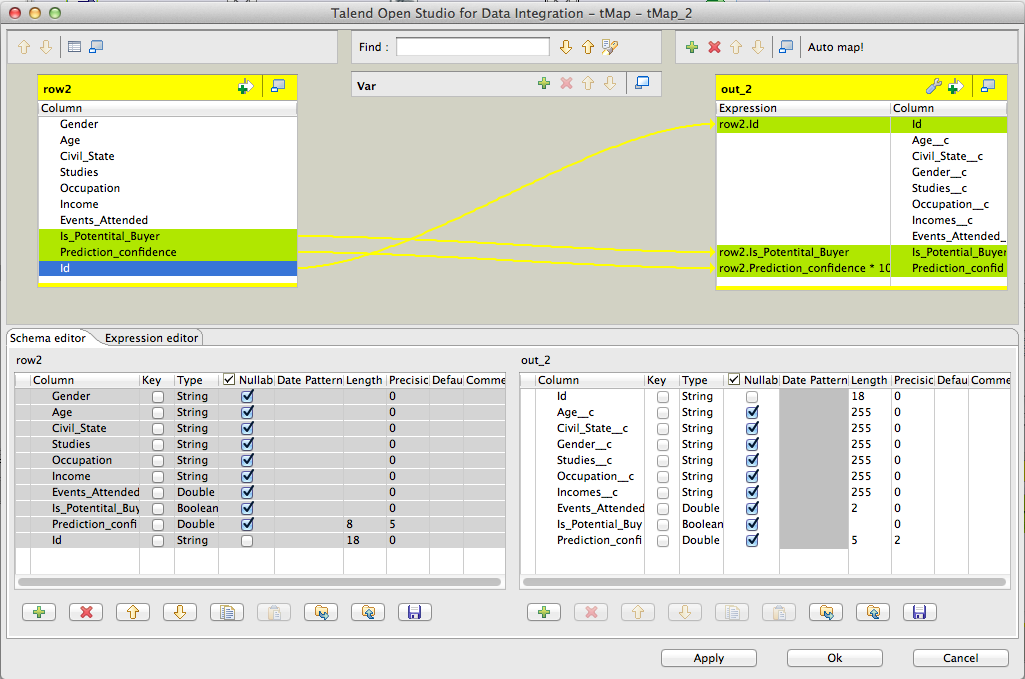 Talend Open Studio for Data Integration - tMap - tMap_2
Find :
Auto map!
row2
Column
Gender
Age
Civil_State
Studies
Occupation
Income
Events_Attended
Is_Potentital_Buyer
Prediction_confidence
Id
Var
out_2
Expression Column
row2.Id Id
Age__c
Civil_State__c
Gender__c
Studies__c
Occupation__c
Incomes__c
Events_Attended_
row2.Is_Potentital_Buyer Is_Potentital_Buyer
row2.Prediction_confidence * 10 Prediction_confid
Schema editor Expression editor
row2
Column Key Type Nullab Date Pattern Length Precisic Defau Comme
Gender String 0
Age String 0
Civil_State String 0
Studies String 0
Occupation String 0
Income String 0
Events_Attended Double 0
Is_Potentital_Buy Boolean 0
Prediction_confi Double 8 5
Id String 18 0
out_2
Column Key Type Nullab Date Pattern Length Precisic Defau Comme
Id String 18 0
Age__c String 255 0
Civil_State__c String 255 0
Gender__c String 255 0
Studies__c String 255 0
Occupation__c String 255 0
Incomes__c String 255 0
Events_Attended Double 2 0
Is_Potential_Buy Boolean 0
Prediction_confi Double 5 2
Apply Ok Cancel